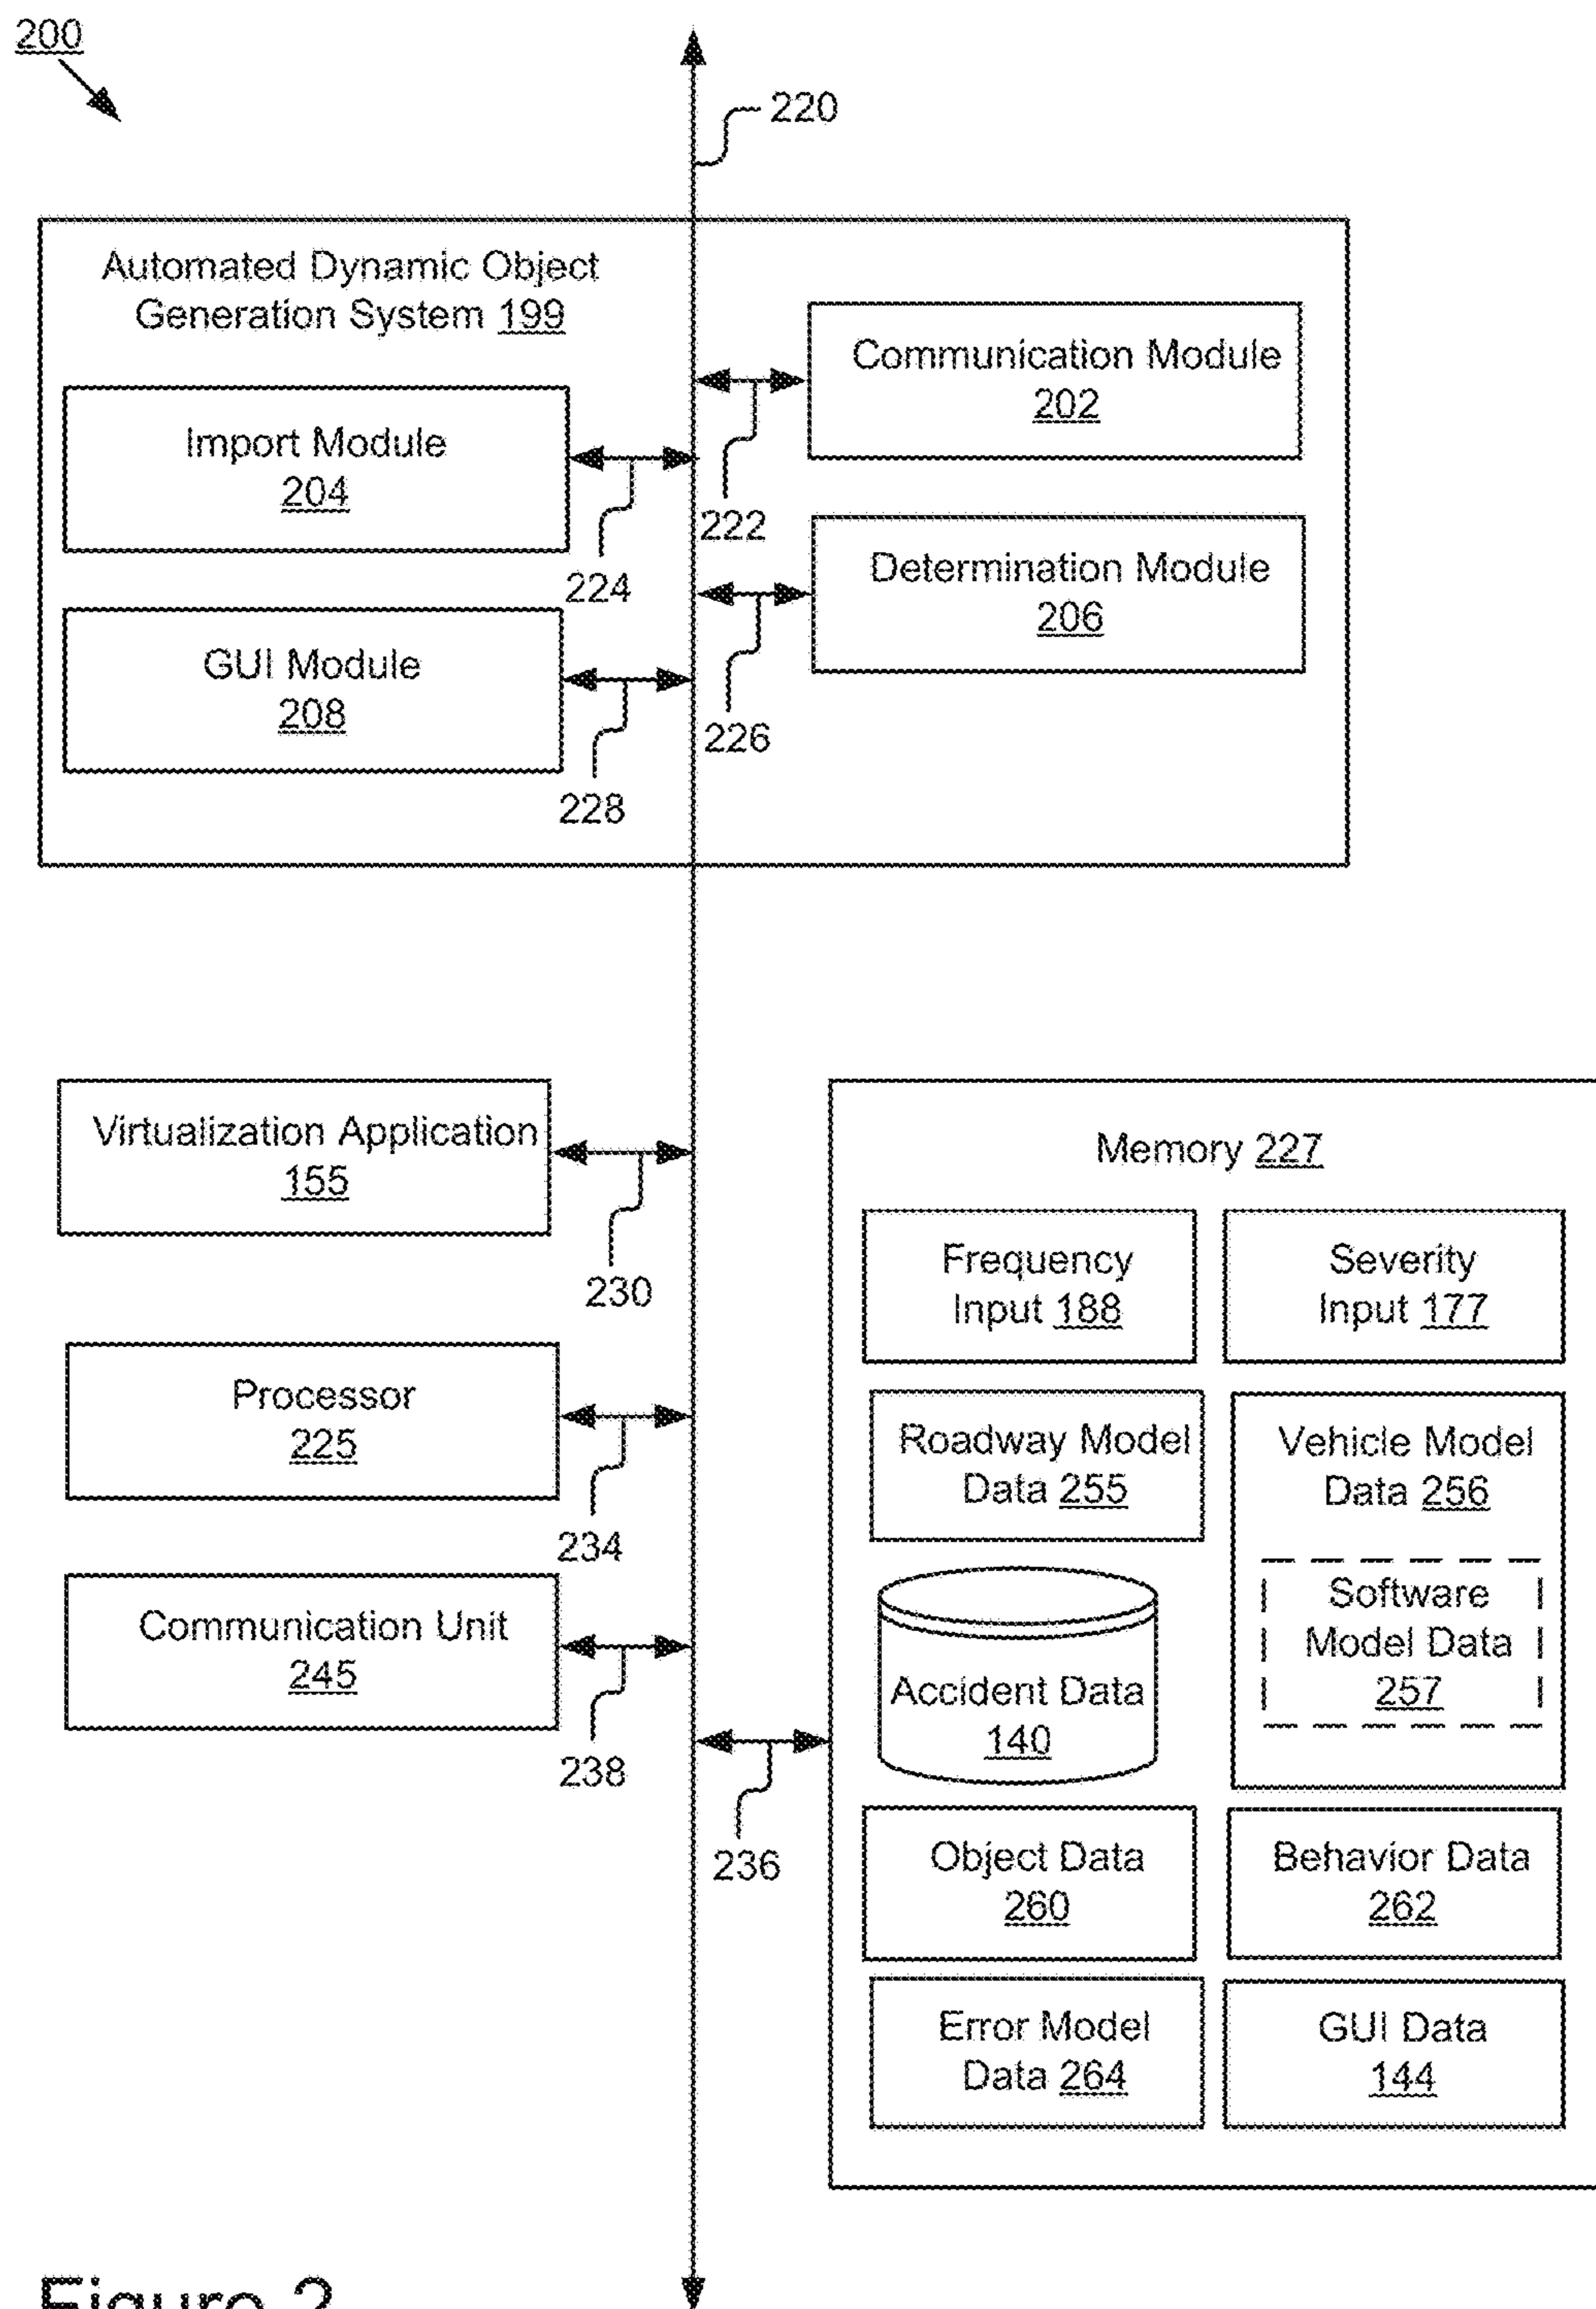 200
220
Automated Dynamic Object
Generation System 199
Communication Module
202
Import Module
204
222
224
Determination Module
206
GUI Module
208
226
228
Virtualization Application
155
230
Memory 227
Frequency
Input 188
Severity
Input 177
Processor
225
234
Roadway Model
Data 255
Vehicle Model
Data 256
Software
Model Data
257
Communication Unit
245
238
Accident Data
140
236
Object Data
260
Behavior Data
262
Error Model
Data 264
GUI Data
144
Figure 2